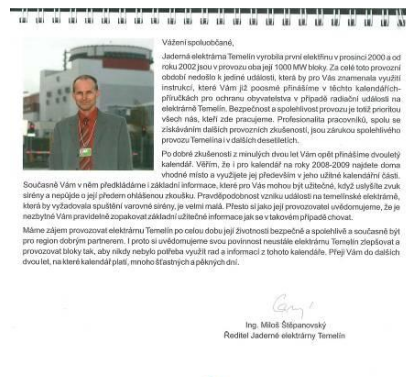 Vážení spoluobčané,
Jaderná elektrárna Temelín vyrobila první elektřinu v prosinci 2000 a od
roku 2002 jsou v provozu oba její 1000 MW bloky. Za celé toto provozní
období nedošlo k jediné události, která by pro Vás znamenala využití
instrukcí, které Vám již poosmé přinášíme v těchto kalendářích-
příručkách pro ochranu obyvatelstva v případě radiační události na
elektrárně Temelín. Bezpečnost a spolehlivost provozu je totiž prioritou
všech nás, kteří zde pracujeme. Profesionalita pracovníků, spolu se
získáváním dalších provozních zkušeností, jsou zárukou spolehlivého
provozu Temelína i v dalších desetiletích.
Po dobré zkušenosti z minulých dvou let Vám opět přinášíme dvouletý
kalendář. Věřím, že i pro kalendář na roky 2008-2009 najdete doma
vhodné místo a využijete jej především v jeho užitné kalendářní části.
Současně Vám v něm předkládáme i základní informace, které pro Vás mohou být užitečné, když uslyšíte zvuk
sirény a nepůjde o její předem ohlášenou zkoušku. Pravděpodobnost vzniku události na temelínské elektrárně,
která by vyžadovala spuštění varovné sirény, je velmi malá. Přesto si jako její provozovatel uvědomujeme, že je
nezbytné Vám pravidelně zopakovat základní užitečné informace jak se v takovém případě chovat.
Máme zájem provozovat elektrárnu Temelín po celou dobu její životnosti bezpečně a spolehlivě a současně být
pro region dobrým partnerem. I proto si uvědomujeme svou povinnost neustále elektrárnu Temelín zlepšovat a
provozovat bloky tak, aby nikdy nebylo potřeba využít rad a informací z tohoto kalendáře. Přeji Vám do dalších
dvou let, na které kalendář platí, mnoho šťastných a pěkných dní.
Ing. Miloš Štěpanovský
Ředitel Jaderné elektrárny Temelín